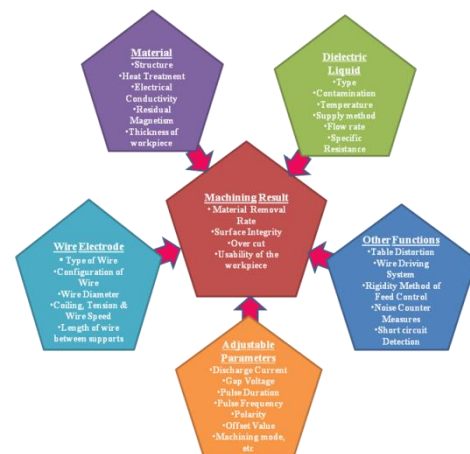 Material
•Structure
•Heat Treatment
•Electrical
Conductivity
•Residual
Magnetism
•Thickness of
workpiece
Dielectric
Liquid
•Type
•Contamination
•Temperature
•Supply method
•Flow rate
•Specific
Resistance
Machining Result
• Material Removal
Rate
•Surface Integrity
•Over cut
•Usability of the
workpiece
Wire Electrode
• Type of Wire
•Configuration of
Wire
•Wire Diameter
•Coiling, Tension &
Wire Speed
•Length of wire
between supports
Other Functions
•Table Distortion
•Wire Driving
System
•Rigidity Method of
Feed Control
•Noise Counter
Measures
•Short circuit
Detection
Adjustable
Parameters
•Discharge Current
•Gap Voltage
•Pulse Duration
•Pulse Frequency
•Polarity
•Offset Value
•Machining mode,
etc